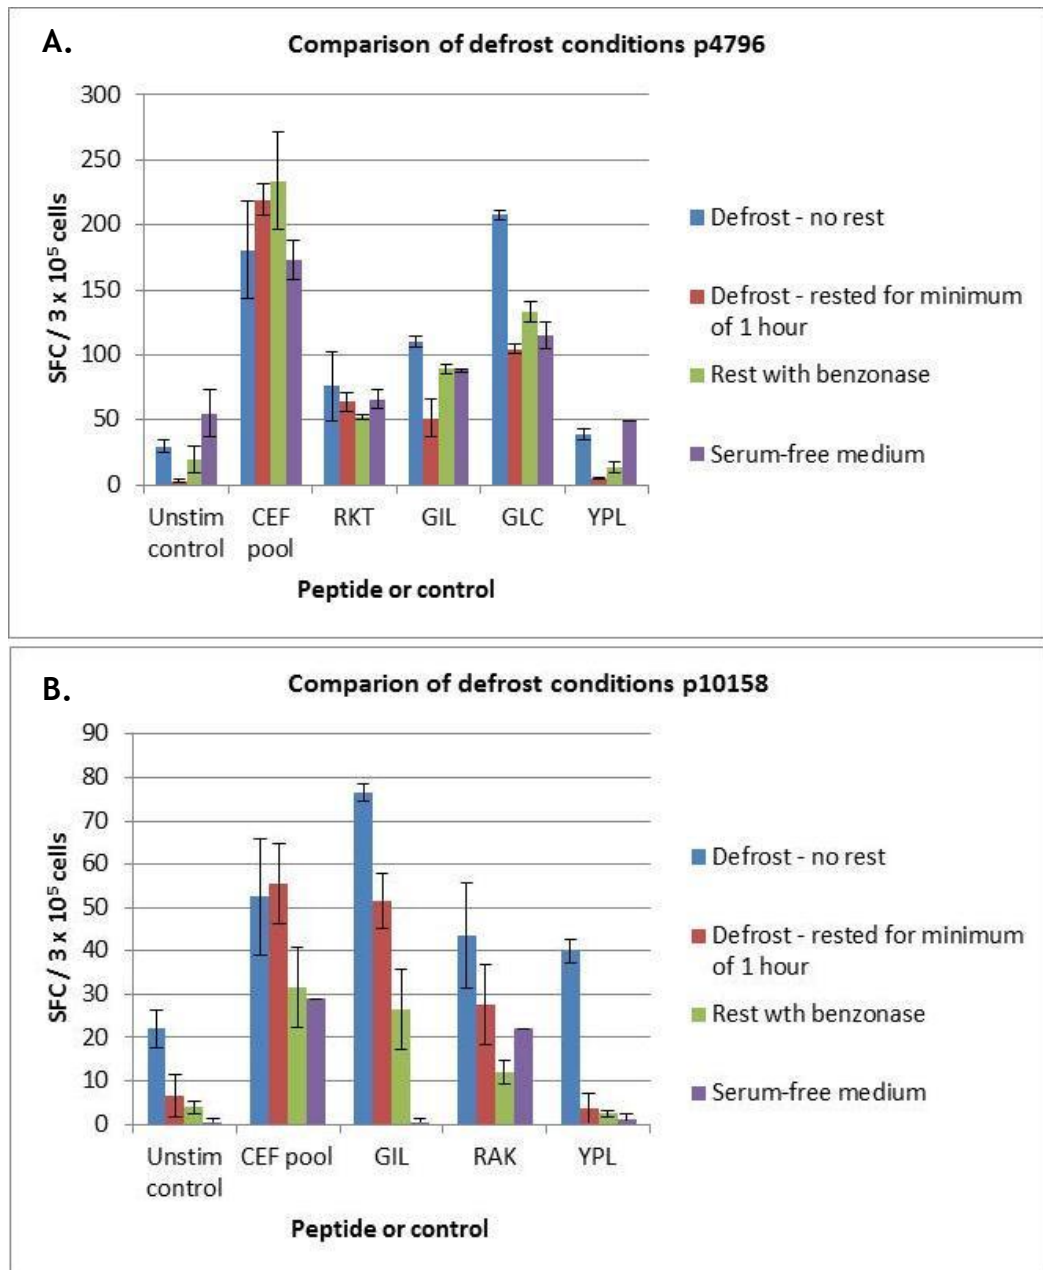 A.
Comparison of defrost conditions p4796
SFC / 3 x 10⁵ cells
300
250
200
150
100
50
0
Unstim
control
CEF
pool
RKT
GIL
GLC
YPL
Peptide or control
Defrost - no rest
Defrost - rested for minimum
of 1 hour
Rest with benzonase
Serum-free medium
B.
Comparion of defrost conditions p10158
SFC / 3 x 10⁵ cells
90
80
70
60
50
40
30
20
10
0
Unstim
control
CEF pool
GIL
RAK
YPL
Peptide or control
Defrost - no rest
Defrost - rested for minimum
of 1 hour
Rest wth benzonase
Serum-free medium